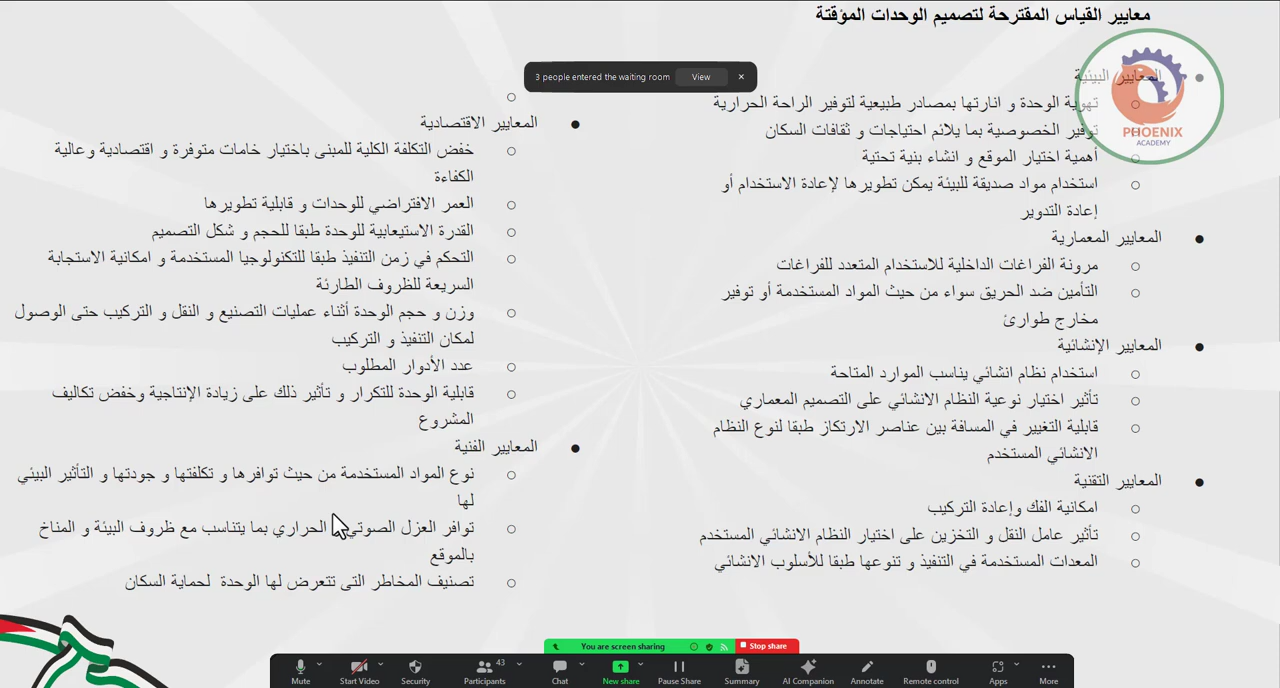 معايير القياس المقترحة لتصميم الوحدات المؤقتة
3 people entered the waiting room View ×
PHOENIX
ACADEMY
● المعايير البيئية
○ تهوية الوحدة و انارتها بمصادر طبيعية لتوفير الراحة الحرارية
○ توفير الخصوصية بما يلائم احتياجات و ثقافات السكان
○ أهمية اختيار الموقع و انشاء بنية تحتية
○ استخدام مواد صديقة للبيئة يمكن تطويرها لإعادة الاستخدام أو
إعادة التدوير
● المعايير المعمارية
○ مرونة الفراغات الداخلية للاستخدام المتعدد للفراغات
○ التأمين ضد الحريق سواء من حيث المواد المستخدمة أو توفير
مخارج طوارئ
● المعايير الإنشائية
○ استخدام نظام انشائي يناسب الموارد المتاحة
○ تأثير اختيار نوعية النظام الانشائي على التصميم المعماري
○ قابلية التغيير في المسافة بين عناصر الارتكاز طبقا لنوع النظام
الانشائي المستخدم
● المعايير التقنية
○ امكانية الفك وإعادة التركيب
○ تأثير عامل النقل و التخزين على اختيار النظام الانشائي المستخدم
○ المعدات المستخدمة في التنفيذ و تنوعها طبقا للأسلوب الانشائي
● المعايير الاقتصادية
○ خفض التكلفة الكلية للمبنى باختيار خامات متوفرة و اقتصادية وعالية
الكفاءة
○ العمر الافتراضي للوحدات و قابلية تطويرها
○ القدرة الاستيعابية للوحدة طبقا للحجم و شكل التصميم
○ التحكم في زمن التنفيذ طبقا للتكنولوجيا المستخدمة و امكانية الاستجابة
السريعة للظروف الطارئة
○ وزن و حجم الوحدة أثناء عمليات التصنيع و النقل و التركيب حتى الوصول
لمكان التنفيذ و التركيب
○ عدد الأدوار المطلوب
○ قابلية الوحدة للتكرار و تأثير ذلك على زيادة الإنتاجية وخفض تكاليف
المشروع
● المعايير الفنية
○ نوع المواد المستخدمة من حيث توافرها و تكلفتها و جودتها و التأثير البيئي
لها
○ توافر العزل الصوتي الحراري بما يتناسب مع ظروف البيئة و المناخ
بالموقع
○ تصنيف المخاطر التى تتعرض لها الوحدة لحماية السكان
You are screen sharing Stop share
Mute Start Video Security Participants 43 Chat New share Pause Share Summary AI Companion Annotate Remote control Apps More